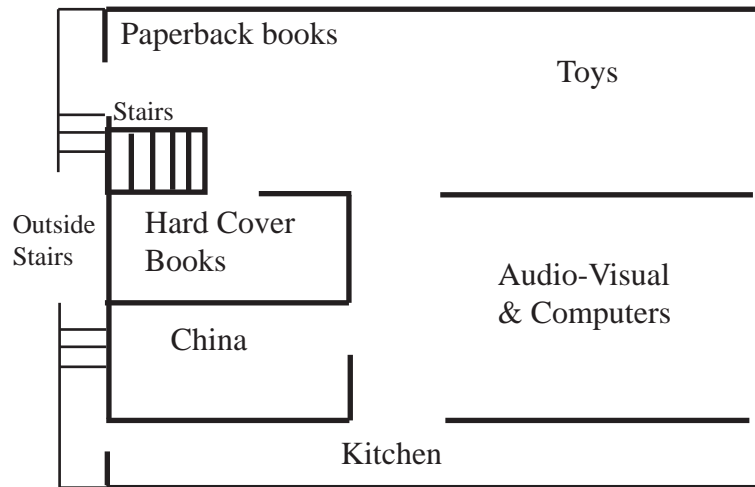 Paperback books
Toys
Stairs
Outside
Stairs
Hard Cover
Books
Audio-Visual
& Computers
China
Kitchen